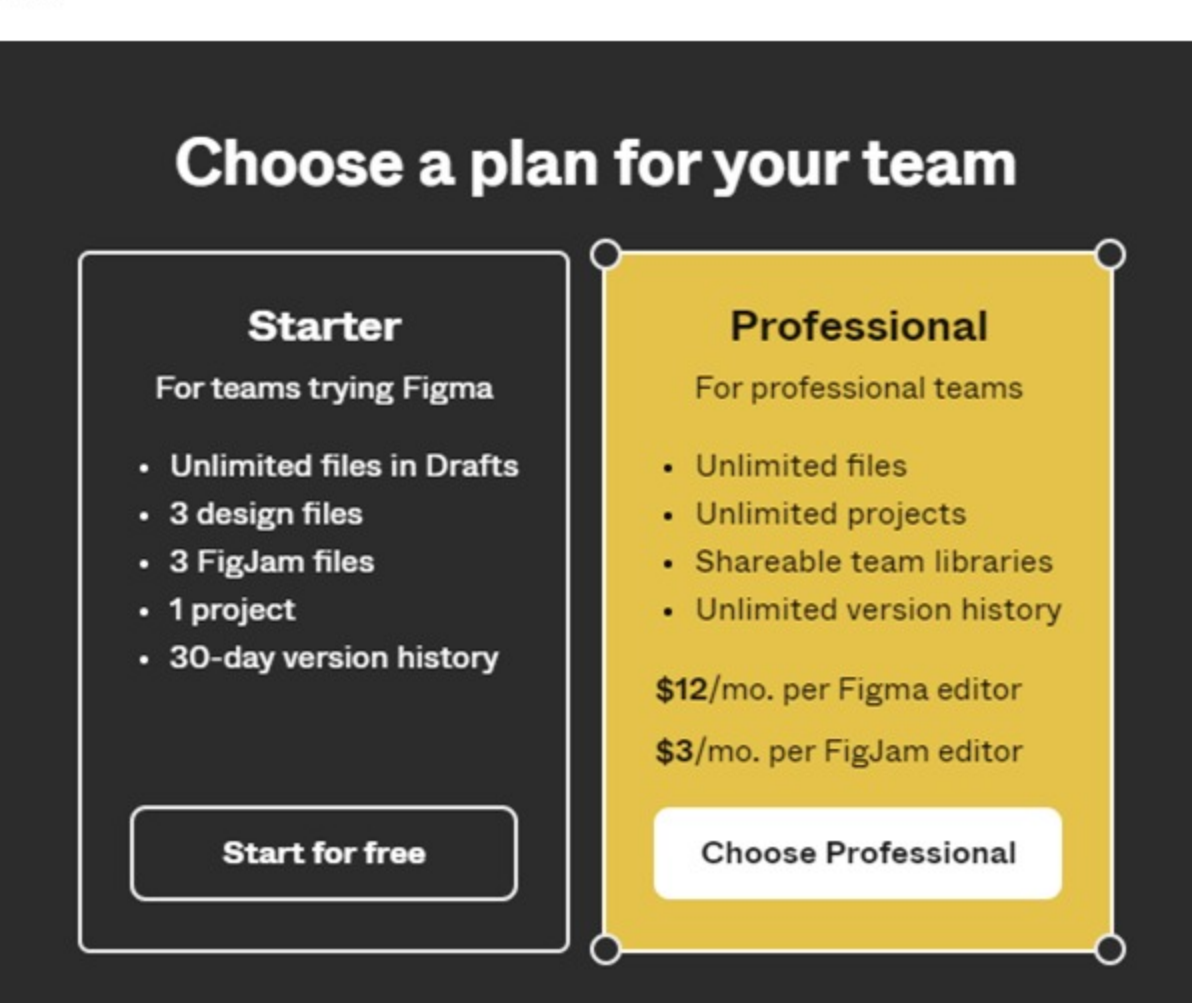 Choose a plan for your team
Starter
For teams trying Figma
• Unlimited files in Drafts
• 3 design files
• 3 FigJam files
• 1 project
• 30-day version history
Start for free
Professional
For professional teams
• Unlimited files
• Unlimited projects
• Shareable team libraries
• Unlimited version history
$12/mo. per Figma editor
$3/mo. per FigJam editor
Choose Professional